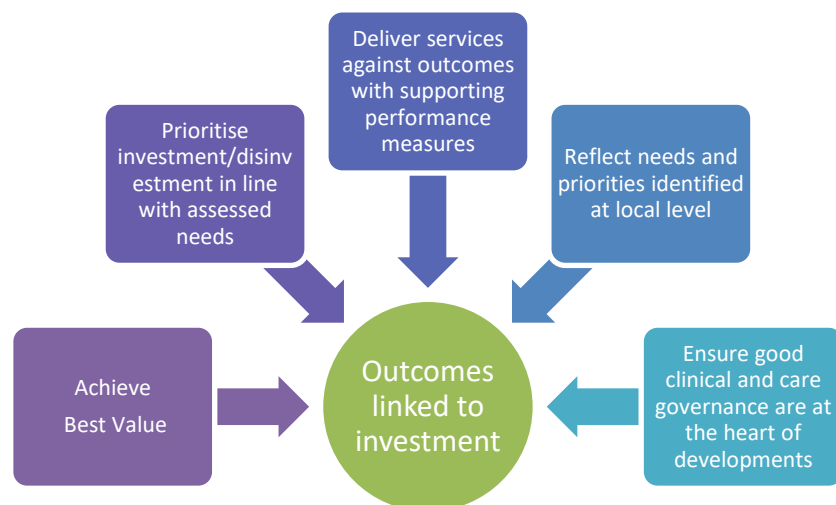 Deliver services
against outcomes
with supporting
performance
measures
Prioritise
investment/disinv
estment in line
with assessed
needs
Reflect needs and
priorities identified
at local level
Achieve
Best Value
Outcomes
linked to
investment
Ensure good
clinical and care
governance are at
the heart of
developments